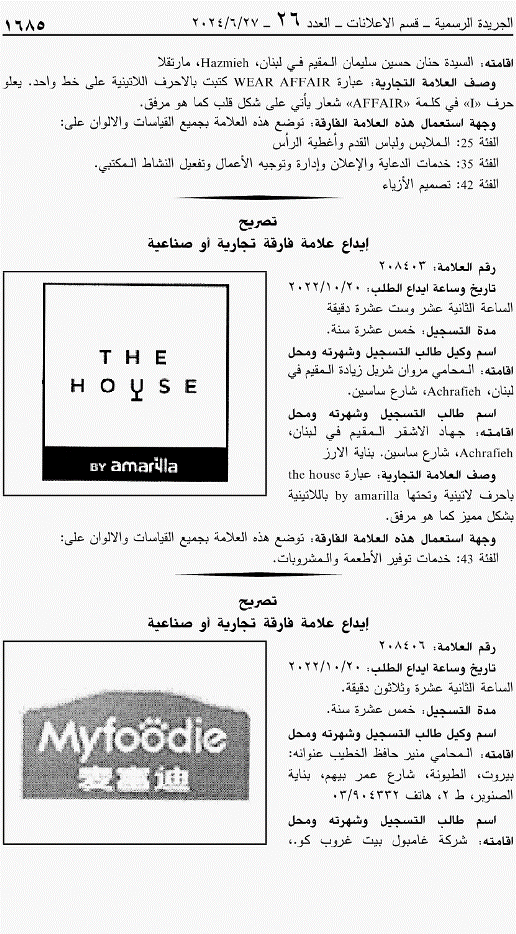 الجريدة الرسمية ـ قسم الاعلانات ـ العدد ٢٦ ـ ٢٠٢٤/٦/٢٧
١٦٨٥
اقامته: السيدة حنان حسين سليمان المقيم في لبنان، Hazmieh، مارتقلا
وصف العلامة التجارية: عبارة WEAR AFFAIR كتبت بالاحرف اللاتينية على خط واحد. يعلو
حرف «I» في كلمة «AFFAIR» شعار يأتي على شكل قلب كما هو مرفق.
وجهة استعمال هذه العلامة الفارقة: توضع هذه العلامة بجميع القياسات والالوان على:
الفئة 25: الملابس ولباس القدم وأغطية الرأس
الفئة 35: خدمات الدعاية والإعلان وإدارة وتوجيه الأعمال وتفعيل النشاط المكتبي.
الفئة 42: تصميم الأزياء
تصريح
إيداع علامة فارقة تجارية أو صناعية
رقم العلامة: ٢٠٨٤٠٣
تاريخ وساعة ايداع الطلب: ٢٠٢٢/١٠/٢٠
الساعة الثانية عشر وست عشرة دقيقة
مدة التسجيل: خمس عشرة سنة.
اسم وكيل طالب التسجيل وشهرته ومحل
اقامته: المحامي مروان شربل زيادة المقيم في
لبنان، Achrafieh، شارع ساسين.
اسم طالب التسجيل وشهرته ومحل
اقامته: جهاد الاشقر المقيم في لبنان،
Achrafieh، شارع ساسين. بناية الارز
وصف العلامة التجارية: عبارة the house
باحرف لاتينية وتحتها by amarilla باللاتينية
بشكل مميز كما هو مرفق.
THE
HOUSE
BY amarilla
وجهة استعمال هذه العلامة الفارقة: توضع هذه العلامة بجميع القياسات والالوان على:
الفئة 43: خدمات توفير الأطعمة والمشروبات.
تصريح
إيداع علامة فارقة تجارية أو صناعية
رقم العلامة: ٢٠٨٤٠٦
تاريخ وساعة ايداع الطلب: ٢٠٢٢/١٠/٢٠
الساعة الثانية عشرة وثلاثون دقيقة.
مدة التسجيل: خمس عشرة سنة.
اسم وكيل طالب التسجيل وشهرته ومحل
اقامته: المحامي منير حافظ الخطيب عنوانه:
بيروت، الطيونة، شارع عمر بيهم، بناية
الصنوبر، ط ٢، هاتف ٠٣/٩٠٤٣٣٢
اسم طالب التسجيل وشهرته ومحل
اقامته: شركة غامبول بيت غروب كو.،
Myfoodie
麦富迪